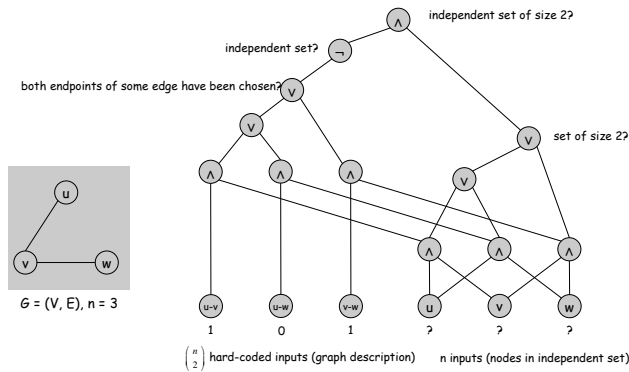 independent set of size 2?
∧
independent set?
¬
both endpoints of some edge have been chosen?
∨
∨
∨
set of size 2?
∧
∧
∧
∨
u
v
w
∧
∧
∧
G = (V, E), n = 3
u-v
u-w
v-w
u
v
w
1
0
1
?
?
?
(n 2) hard-coded inputs (graph description)
n inputs (nodes in independent set)